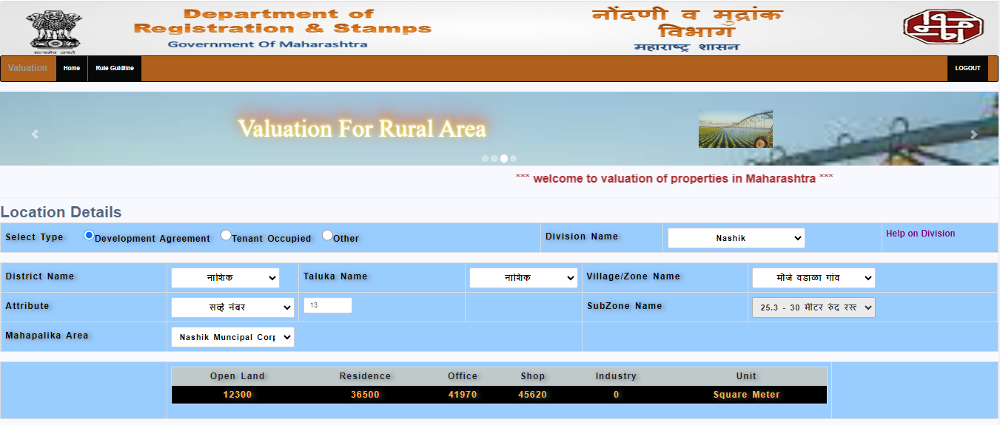 Department of
Registration & Stamps
Government Of Maharashtra
नोंदणी व मुद्रांक
विभाग
महाराष्ट्र शासन
सत्यमेव जयते
Valuation Home Rule Guidline LOGOUT
Valuation For Rural Area
*** welcome to valuation of properties in Maharashtra ***
Location Details
Select Type Development Agreement Tenant Occupied Other Division Name Nashik Help on Division
District Name नाशिक Taluka Name नाशिक Village/Zone Name मौजे वडाळा गांव
Attribute सर्व्हे नंबर 13 SubZone Name 25.3 - 30 मीटर रुंद रस्त
Mahapalika Area Nashik Muncipal Corp
Open Land Residence Office Shop Industry Unit
12300 36500 41970 45620 0 Square Meter